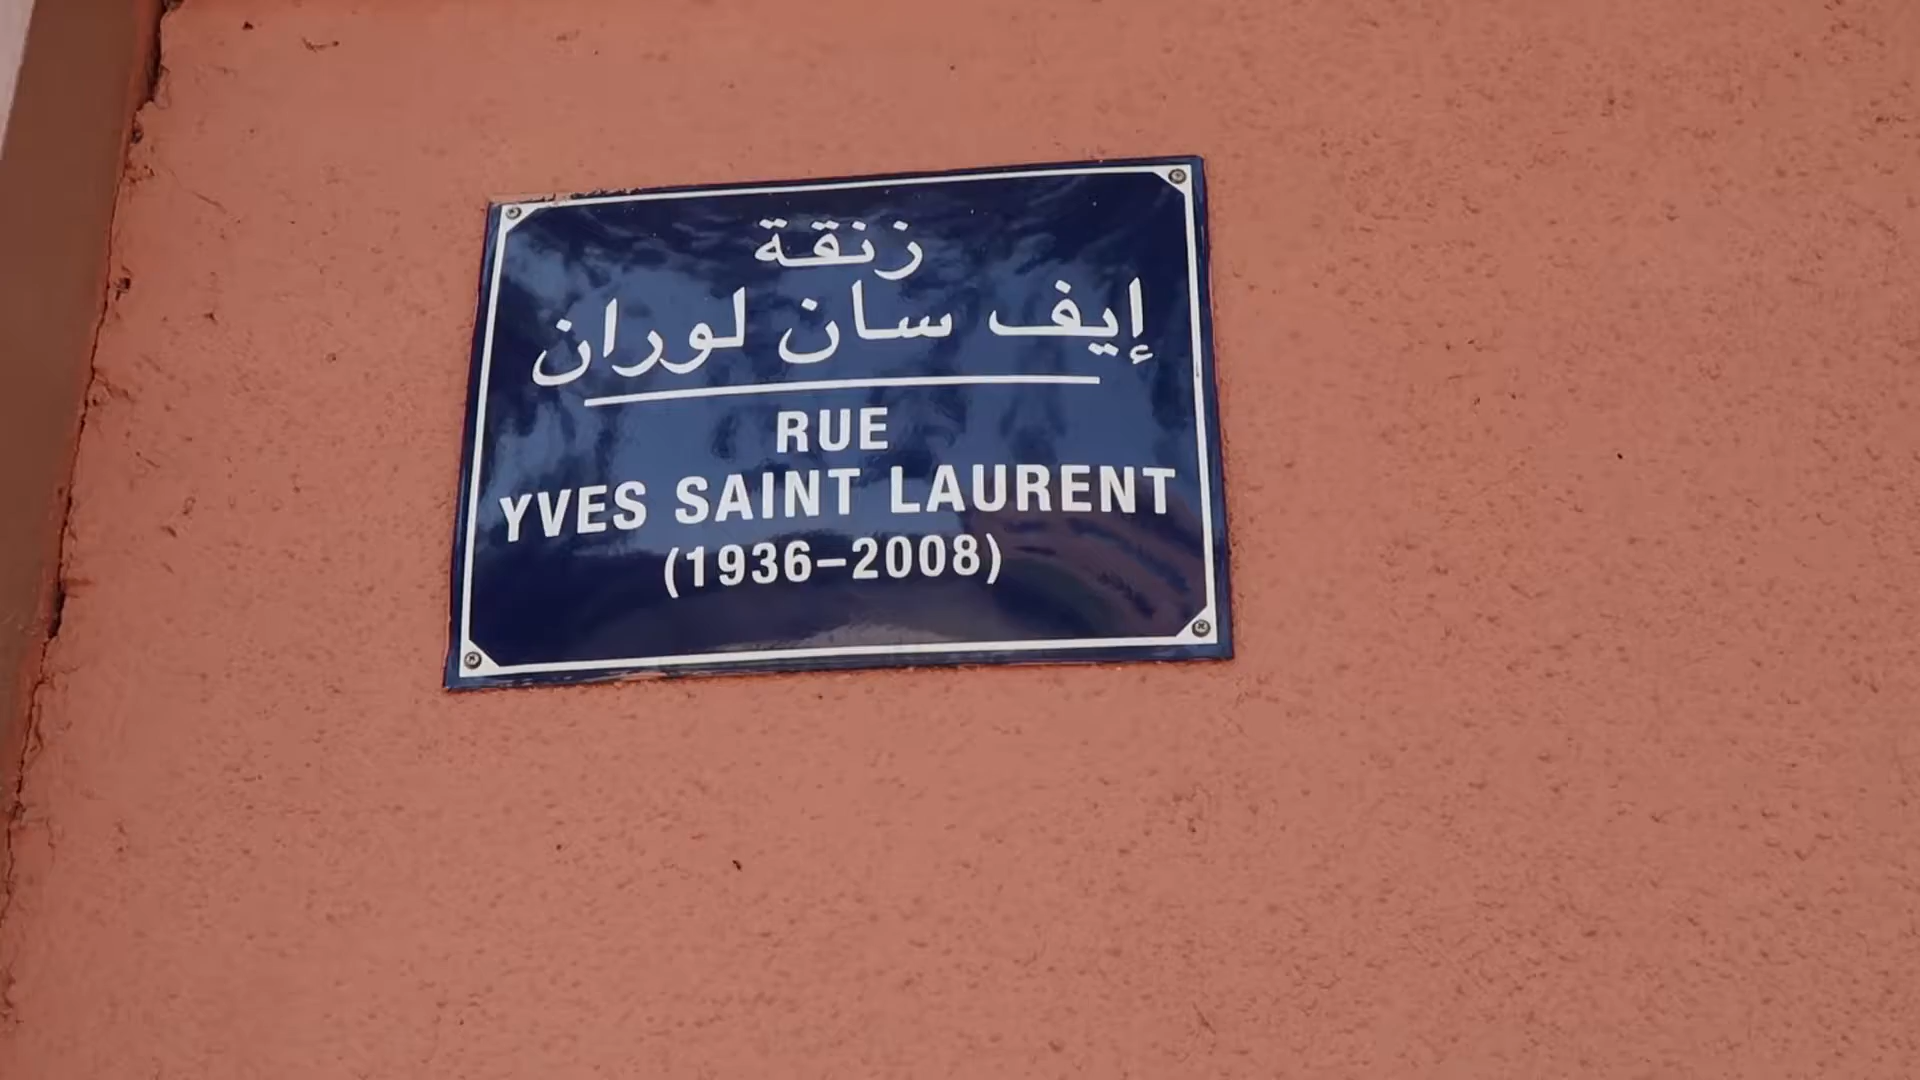 زنقة
إيف سان لوران
RUE
YVES SAINT LAURENT
(1936–2008)